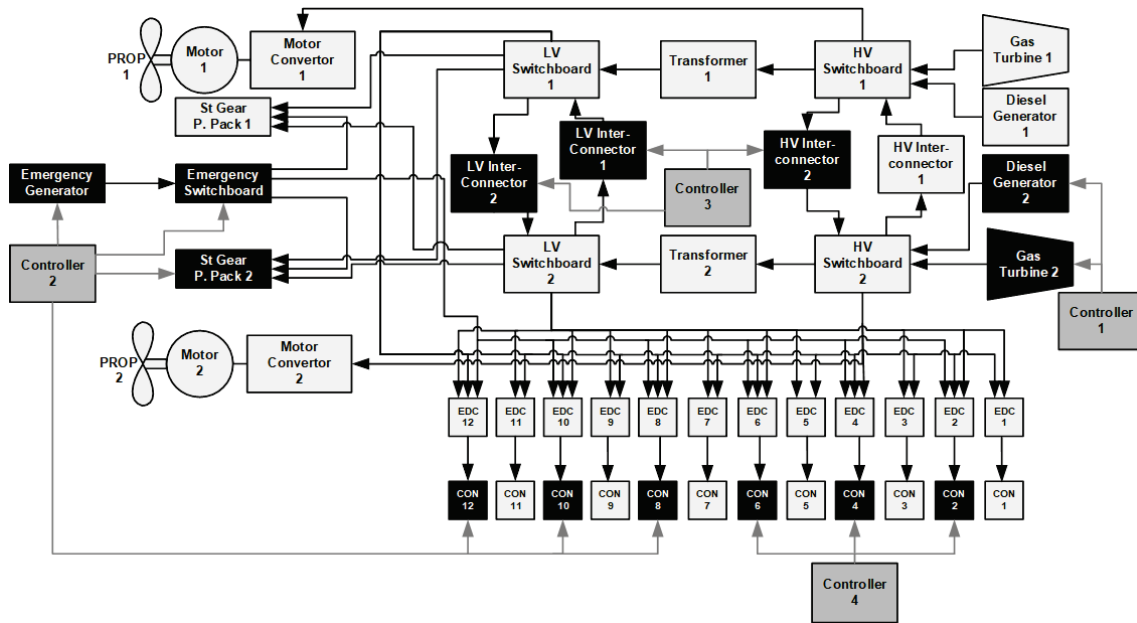 PROP
1
Motor
1
Motor
Convertor
1
LV
Switchboard
1
Transformer
1
HV
Switchboard
1
Gas
Turbine 1
Diesel
Generator
1
St Gear
P. Pack 1
LV Inter-
Connector
1
HV Inter-
connector
2
HV Inter-
connector
1
LV Inter-
Connector
2
Controller
3
Diesel
Generator
2
Emergency
Generator
Emergency
Switchboard
Controller
2
St Gear
P. Pack 2
LV
Switchboard
2
Transformer
2
HV
Switchboard
2
Gas
Turbine 2
Controller
1
PROP
2
Motor
2
Motor
Convertor
2
EDC
12
EDC
11
EDC
10
EDC
9
EDC
8
EDC
7
EDC
6
EDC
5
EDC
4
EDC
3
EDC
2
EDC
1
CON
12
CON
11
CON
10
CON
9
CON
8
CON
7
CON
6
CON
5
CON
4
CON
3
CON
2
CON
1
Controller
4